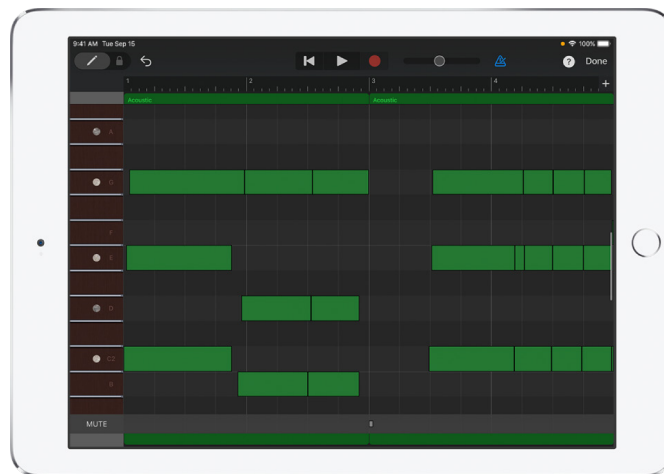 9:41 AM Tue Sep 15
100%
? Done
1 2 3 4 +
Acoustic Acoustic
A
G
F
E
D
C3
B
MUTE